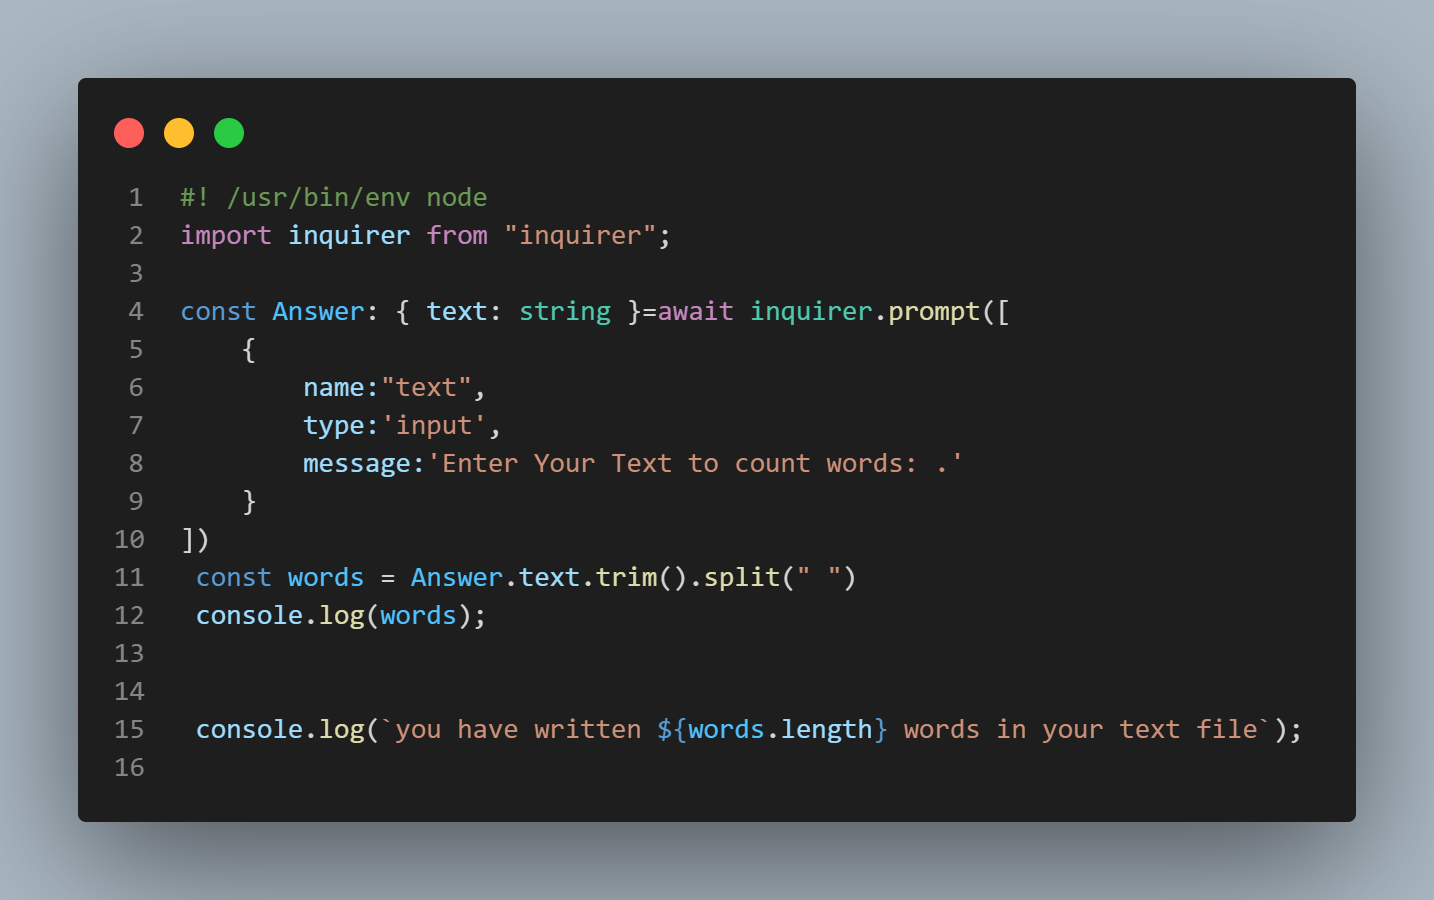 1 #! /usr/bin/env node
2 import inquirer from "inquirer";
3
4 const Answer: { text: string }=await inquirer.prompt([
5     {
6         name:"text",
7         type:'input',
8         message:'Enter Your Text to count words: .'
9     }
10 ])
11  const words = Answer.text.trim().split(" ")
12  console.log(words);
13
14
15  console.log(`you have written ${words.length} words in your text file`);
16